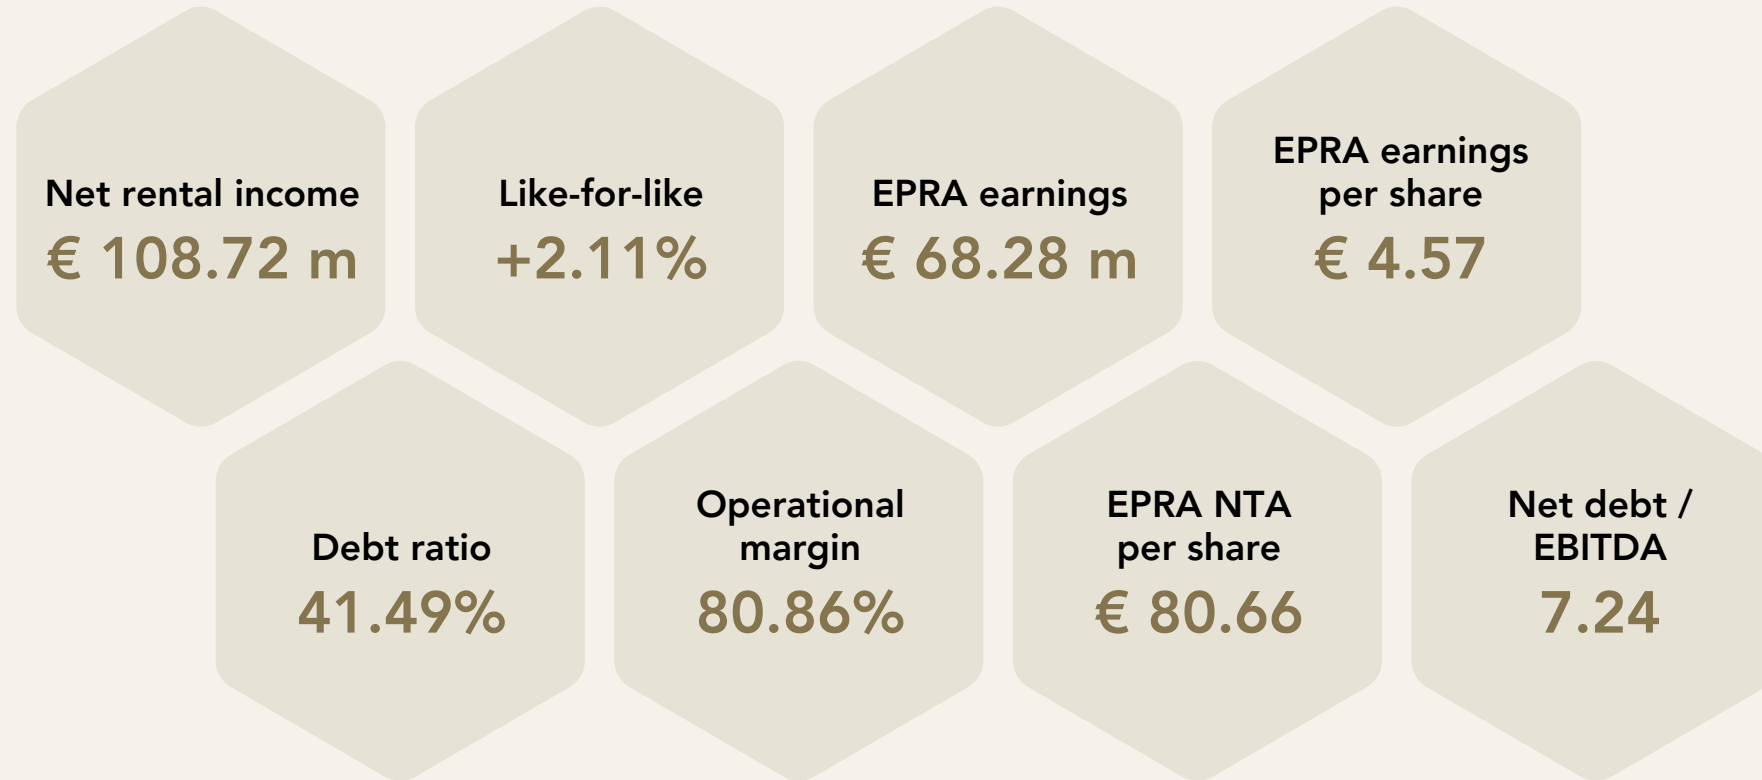 Net rental income
€ 108.72 m
Like-for-like
+2.11%
EPRA earnings
€ 68.28 m
EPRA earnings
per share
€ 4.57
Debt ratio
41.49%
Operational
margin
80.86%
EPRA NTA
per share
€ 80.66
Net debt /
EBITDA
7.24